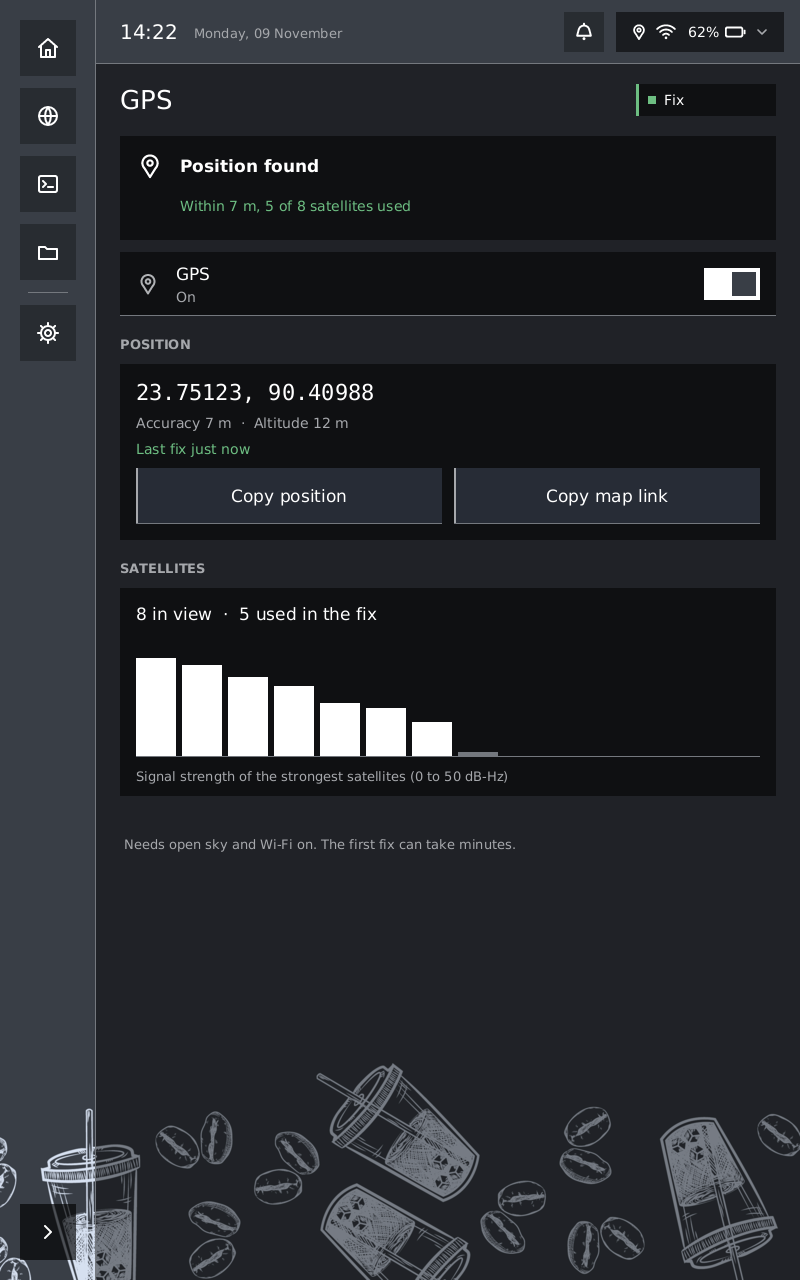 14:22 Monday, 09 November 62%
GPS
Fix
Position found
Within 7 m, 5 of 8 satellites used
GPS
On
POSITION
23.75123, 90.40988
Accuracy 7 m · Altitude 12 m
Last fix just now
Copy position Copy map link
SATELLITES
8 in view · 5 used in the fix
Signal strength of the strongest satellites (0 to 50 dB-Hz)
Needs open sky and Wi-Fi on. The first fix can take minutes.